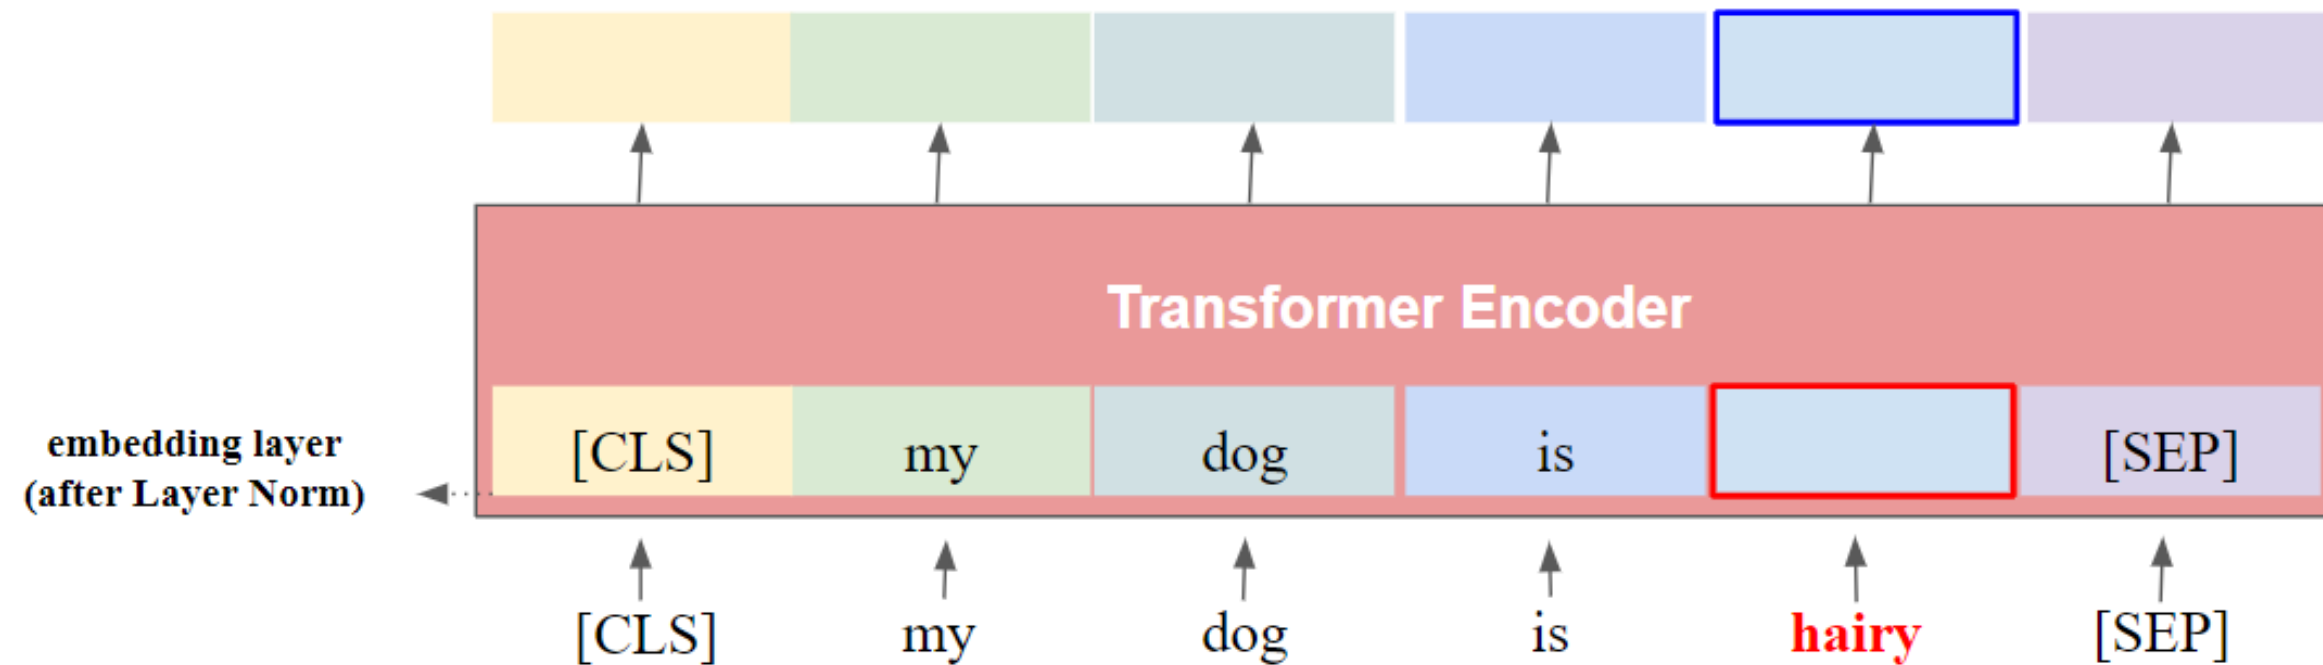 Transformer Encoder
[CLS] my dog is [SEP]
embedding layer
(after Layer Norm)
[CLS] my dog is hairy [SEP]